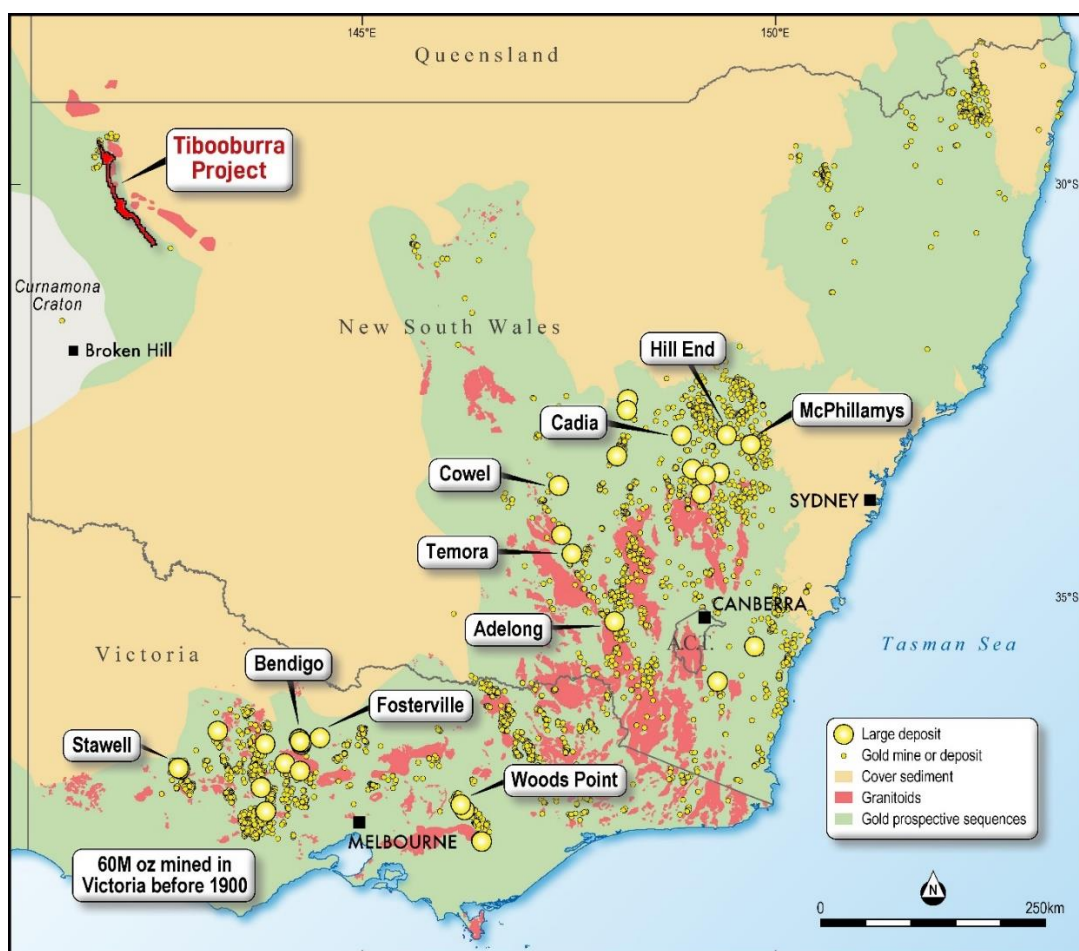 145°E
150°E
Queensland
Tibooburra
Project
30°S
Curnamona
Craton
Broken Hill
New South Wales
Hill End
Cadia
McPhillamys
Cowel
SYDNEY
Temora
CANBERRA
35°S
Adelong
A.C.T.
Tasman Sea
Victoria
Bendigo
Fosterville
Stawell
Woods Point
MELBOURNE
60M oz mined in
Victoria before 1900
Large deposit
Gold mine or deposit
Cover sediment
Granitoids
Gold prospective sequences
N
0
250km